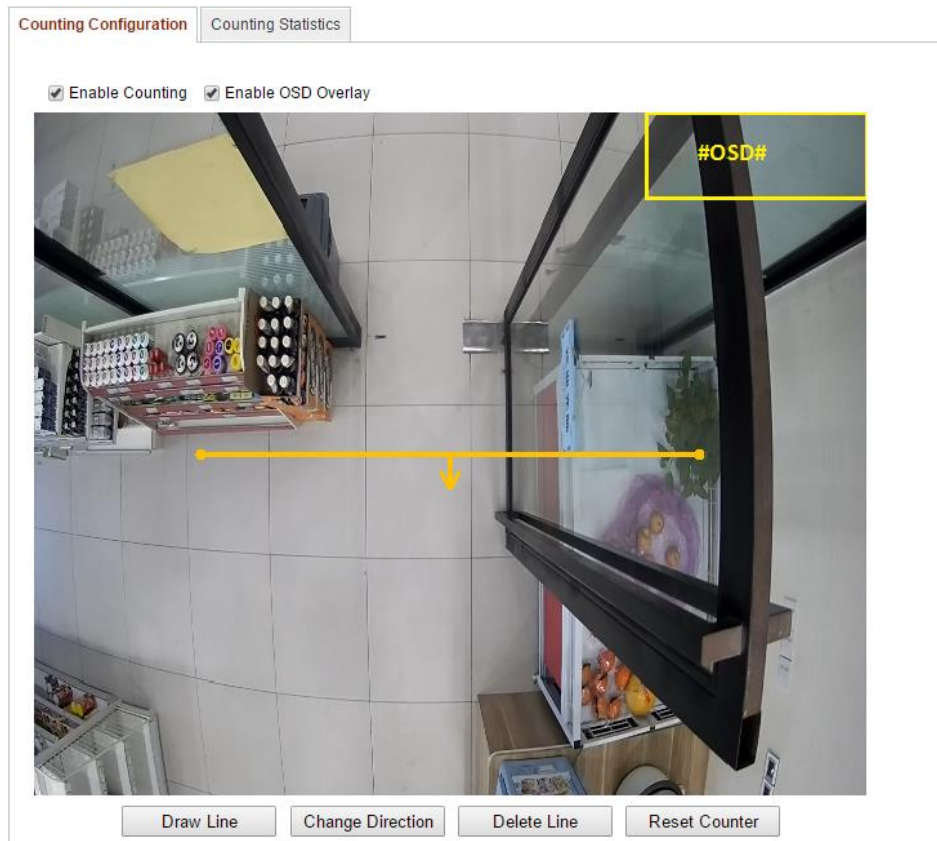 Counting Configuration
Counting Statistics
Enable Counting
Enable OSD Overlay
#OSD#
Draw Line
Change Direction
Delete Line
Reset Counter